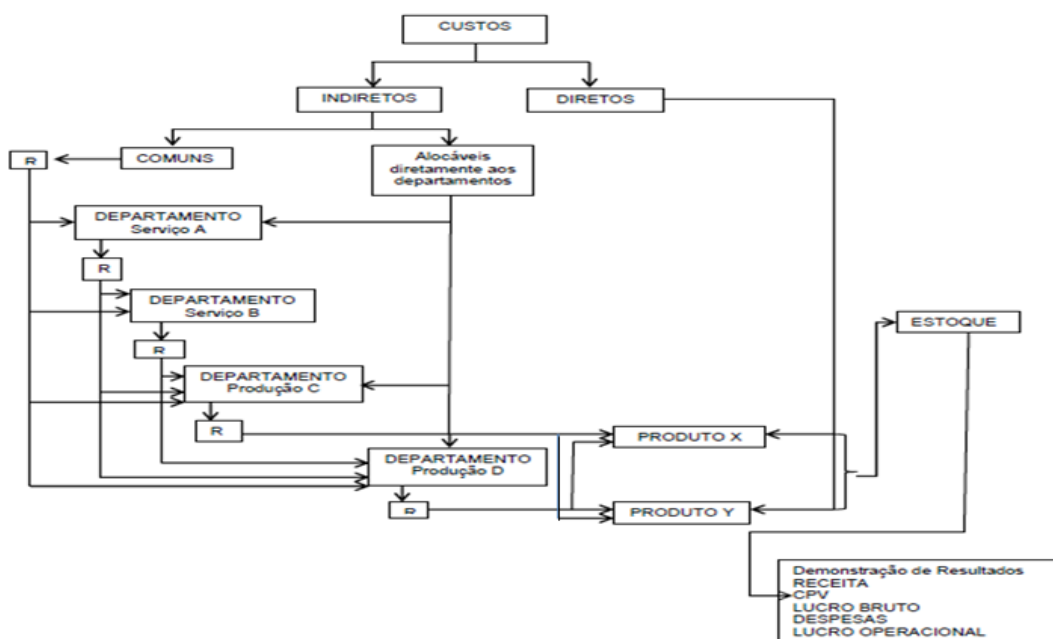 CUSTOS
INDIRETOS
DIRETOS
R
COMUNS
Alocáveis
diretamente aos
departamentos
DEPARTAMENTO
Serviço A
R
DEPARTAMENTO
Serviço B
R
ESTOQUE
DEPARTAMENTO
Produção C
R
PRODUTO X
DEPARTAMENTO
Produção D
R
PRODUTO Y
Demonstração de Resultados
RECEITA
CPV
LUCRO BRUTO
DESPESAS
LUCRO OPERACIONAL